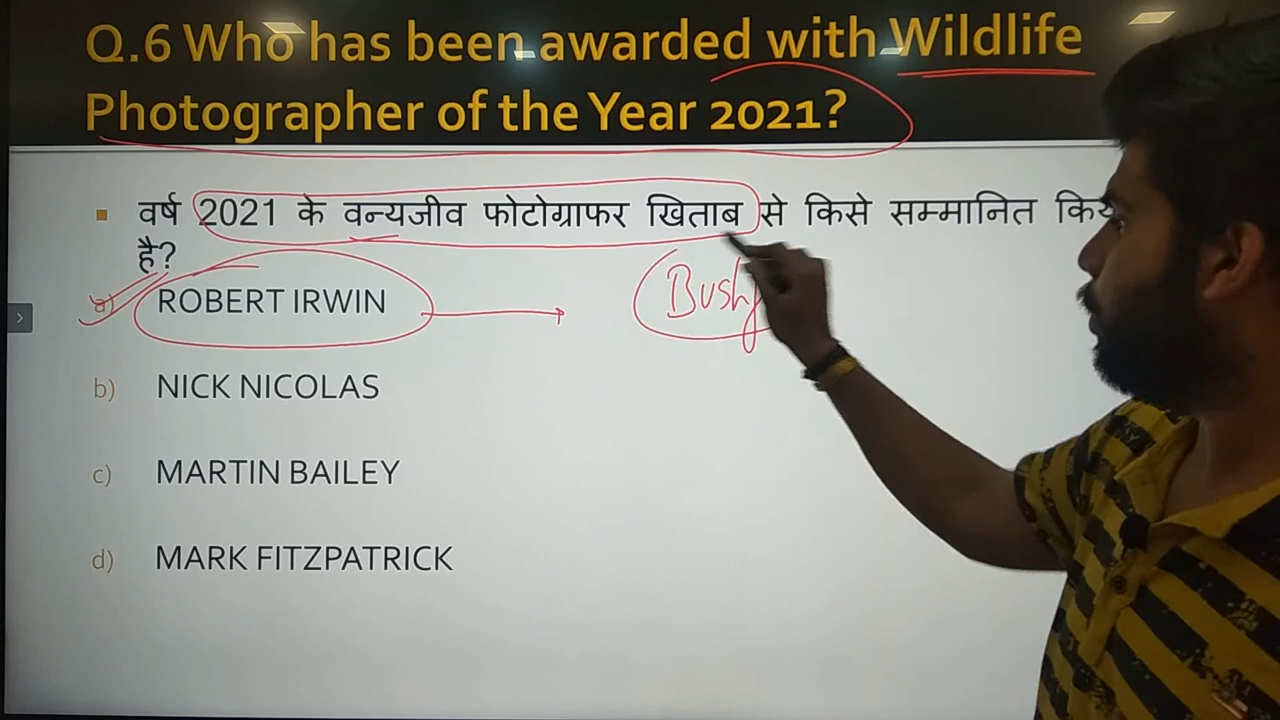 Q.6 Who has been awarded with Wildlife
Photographer of the Year 2021?
वर्ष 2021 के वन्यजीव फोटोग्राफर खिताब से किसे सम्मानित
है?
a) ROBERT IRWIN
b) NICK NICOLAS
c) MARTIN BAILEY
d) MARK FITZPATRICK